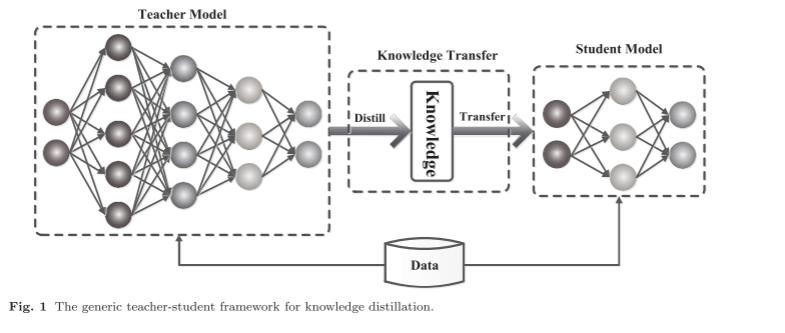 Teacher Model
Knowledge Transfer
Student Model
Distill
Knowledge
Transfer
Data
Fig. 1 The generic teacher-student framework for knowledge distillation.